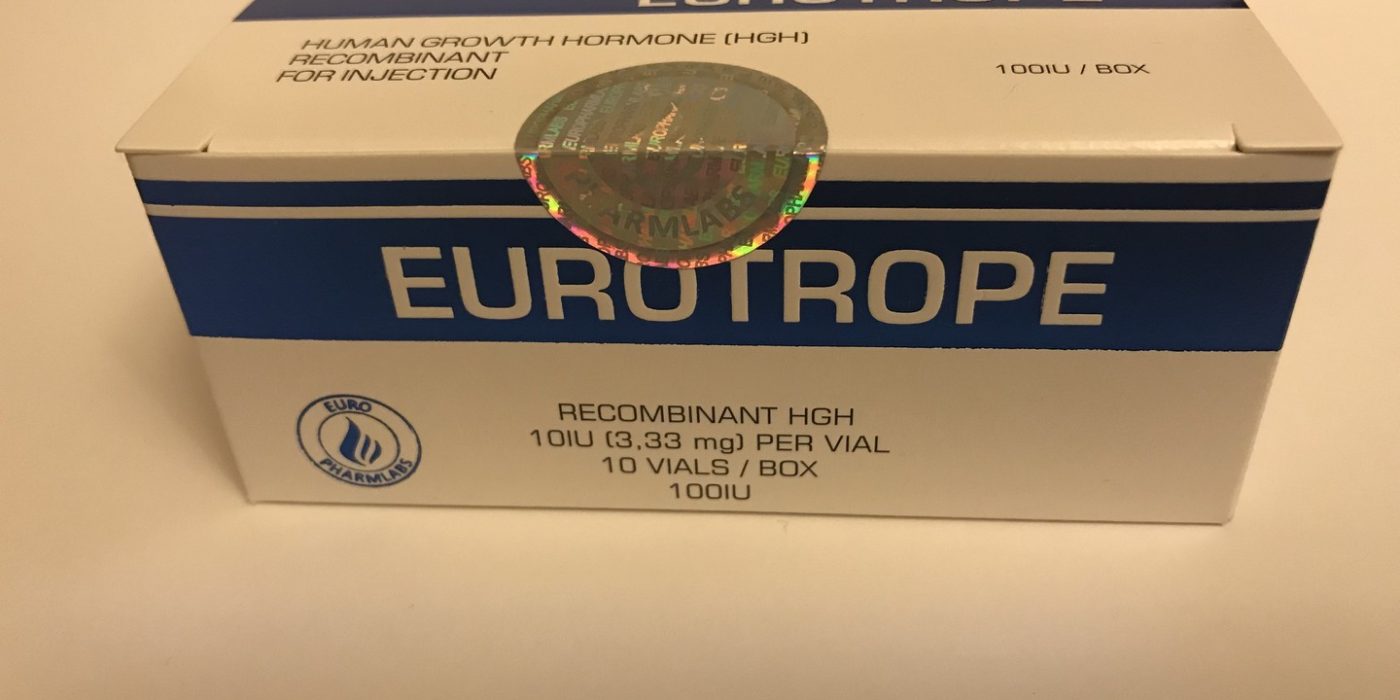 HUMAN GROWTH HORMONE (HGH)
RECOMBINANT
FOR INJECTION
100IU / BOX
ARMLABS
EUROTROPE
EURO
PHARMLABS
RECOMBINANT HGH
10IU (3,33 mg) PER VIAL
10 VIALS / BOX
100IU